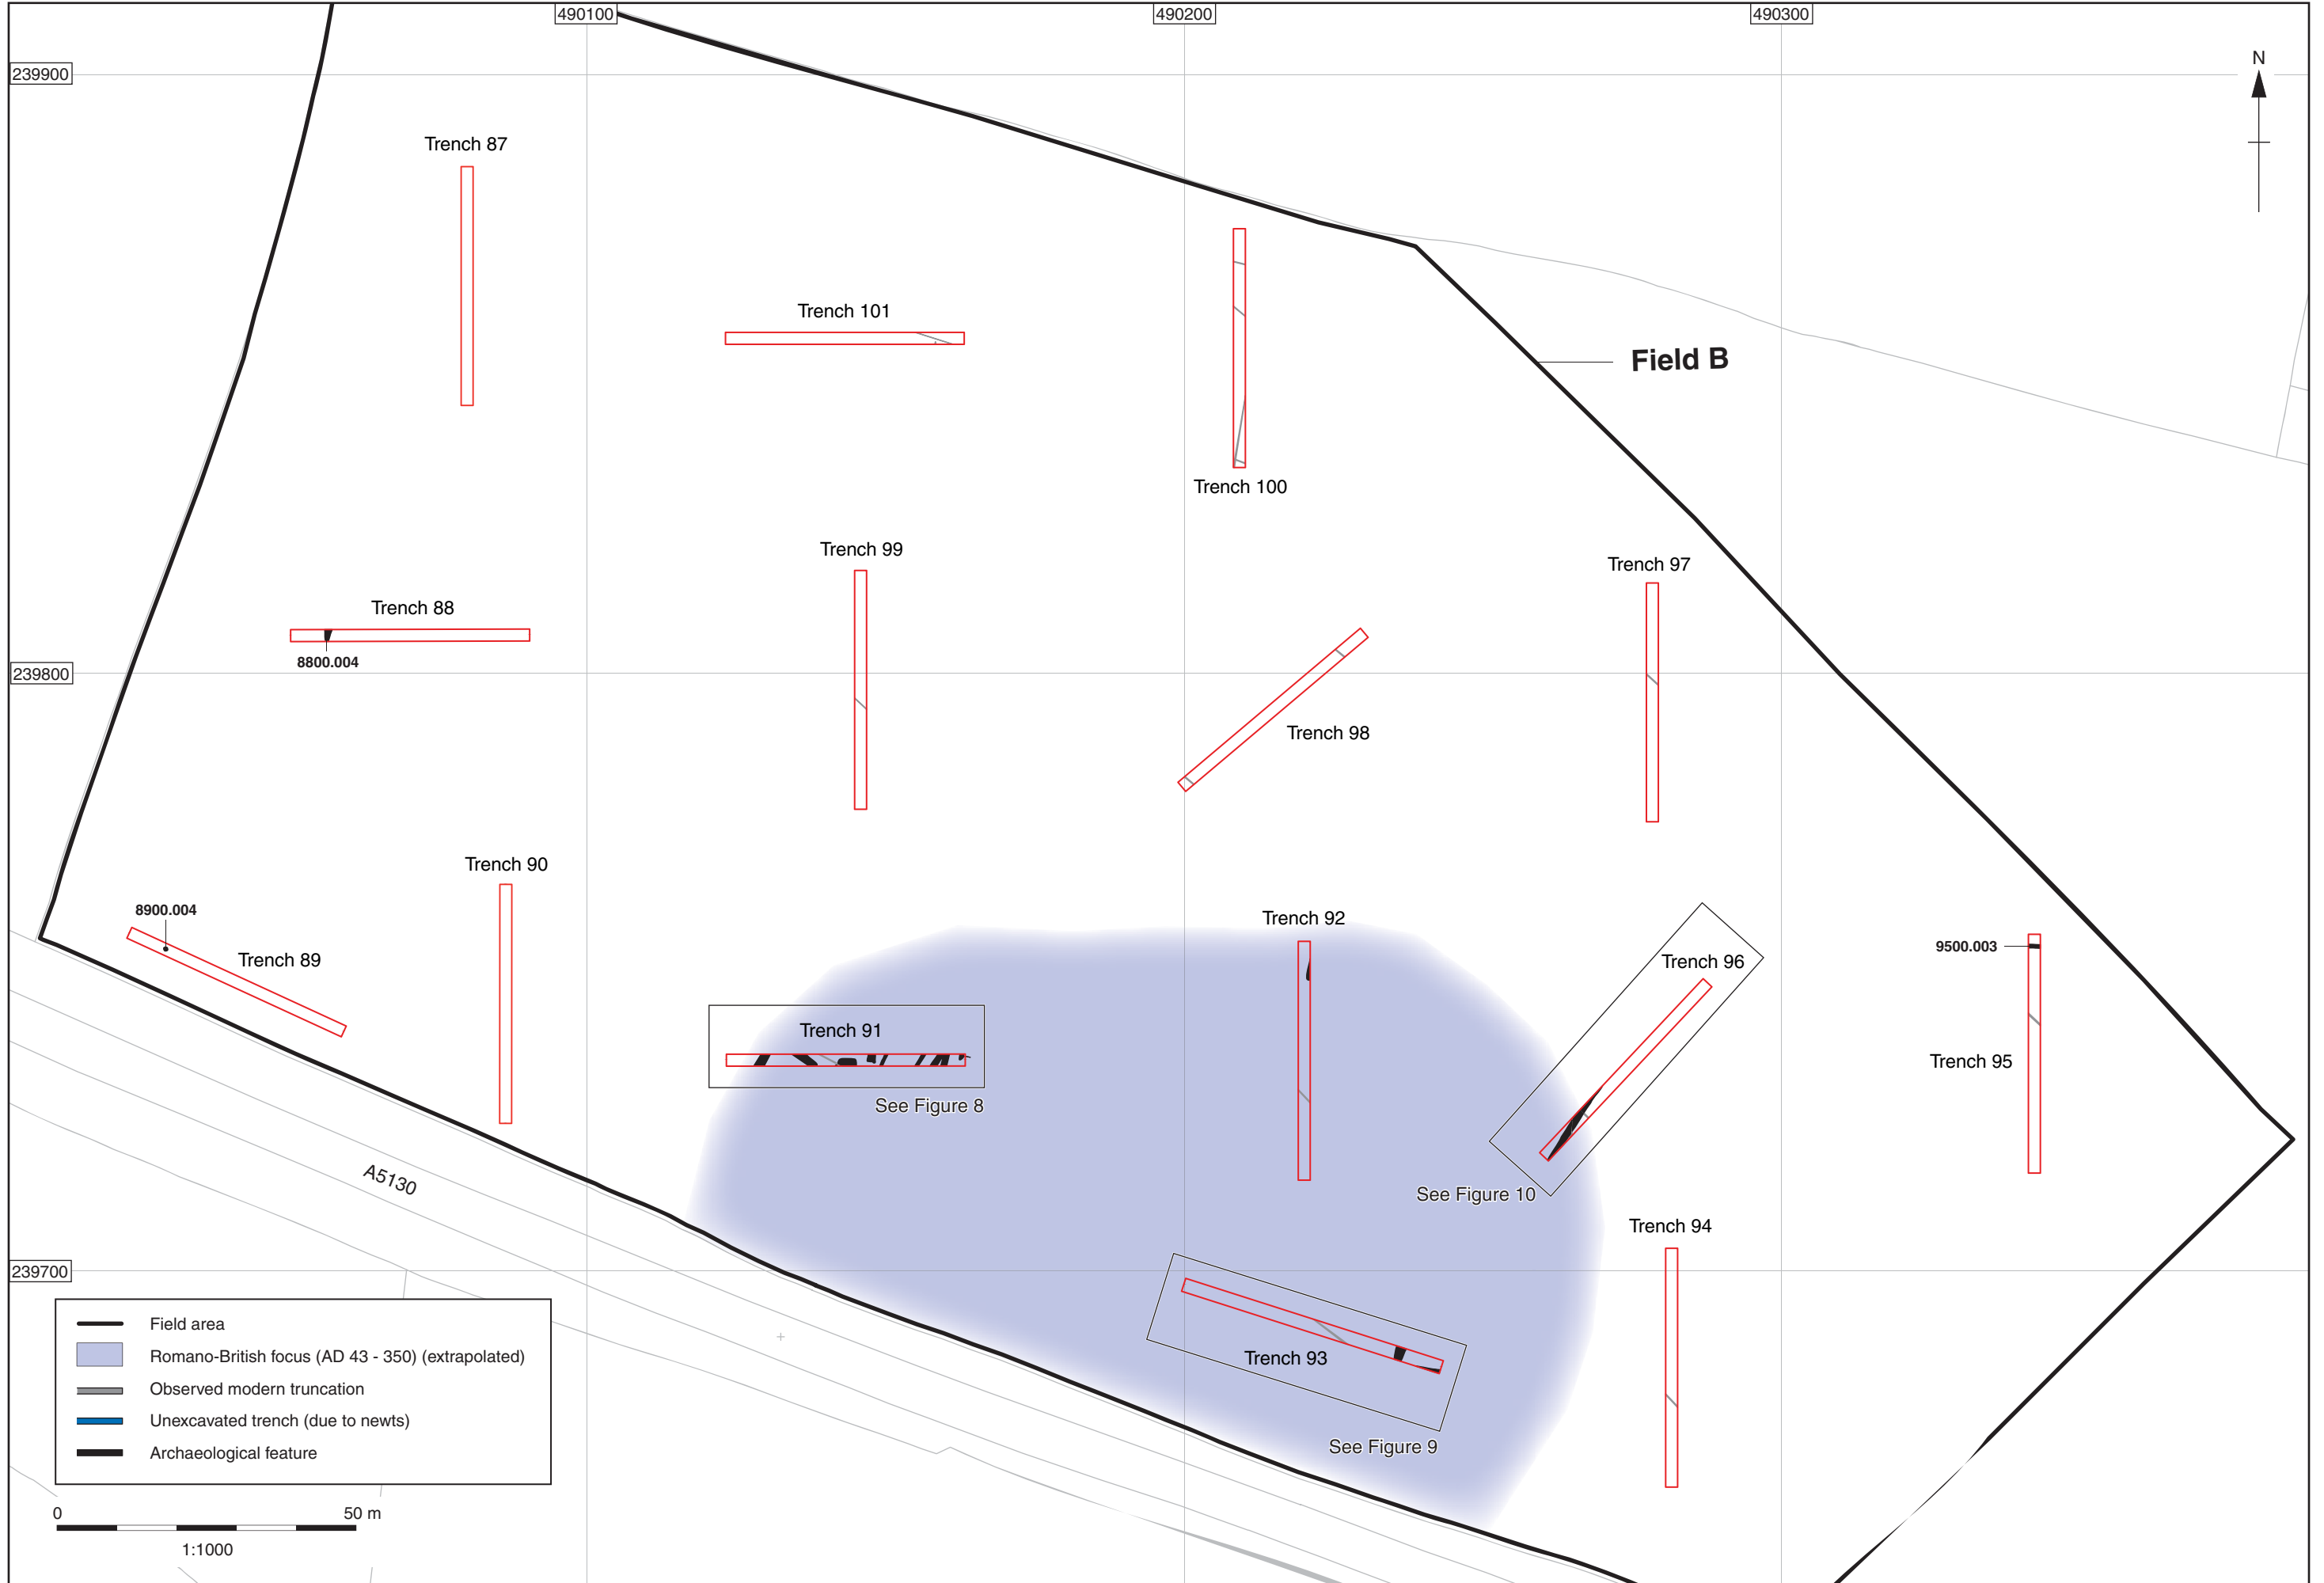 490100
490200
490300
239900
N
Trench 87
Trench 101
Field B
Trench 100
Trench 99
Trench 97
Trench 88
8800.004
239800
Trench 98
Trench 90
8900.004
Trench 89
Trench 92
9500.003
Trench 96
Trench 91
Trench 95
See Figure 8
A5130
See Figure 10
Trench 94
239700
Trench 93
See Figure 9
Field area
Romano-British focus (AD 43 - 350) (extrapolated)
Observed modern truncation
Unexcavated trench (due to newts)
Archaeological feature
0 50 m
1:1000